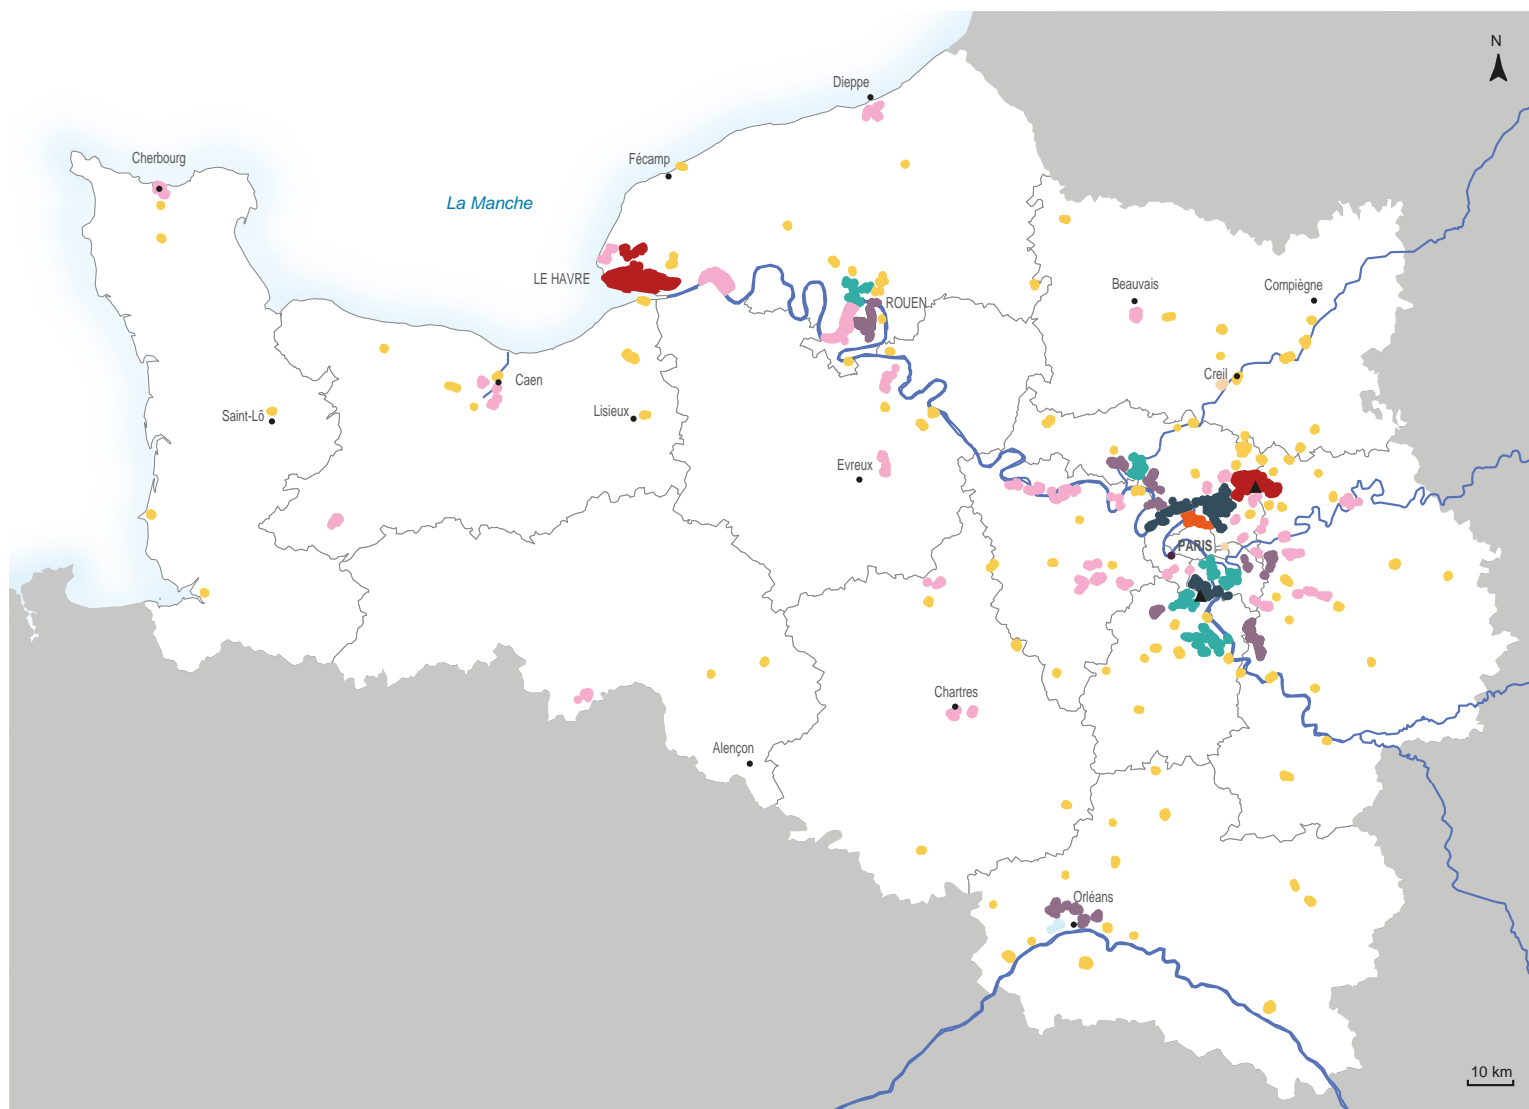 N
Dieppe
Cherbourg
Fécamp
La Manche
LE HAVRE
Beauvais
Compiègne
ROUEN
Creil
Caen
Saint-Lô
Lisieux
Evreux
PARIS
Chartres
Alençon
Orléans
10 km